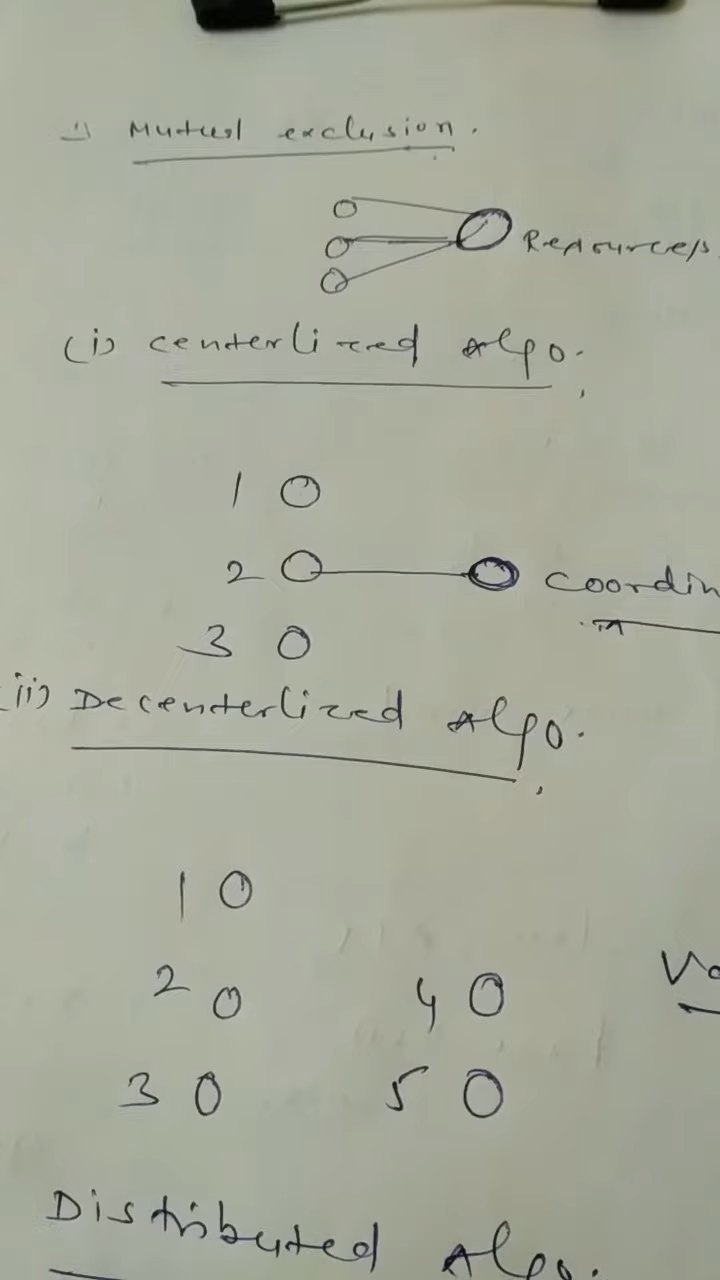 1) Mutual exclusion.
Resources.
(i) centerlized Algo.
1
2 Coordin
3
(ii) Decenterlized Algo.
1
2 4
3 5
Distributed Algo.